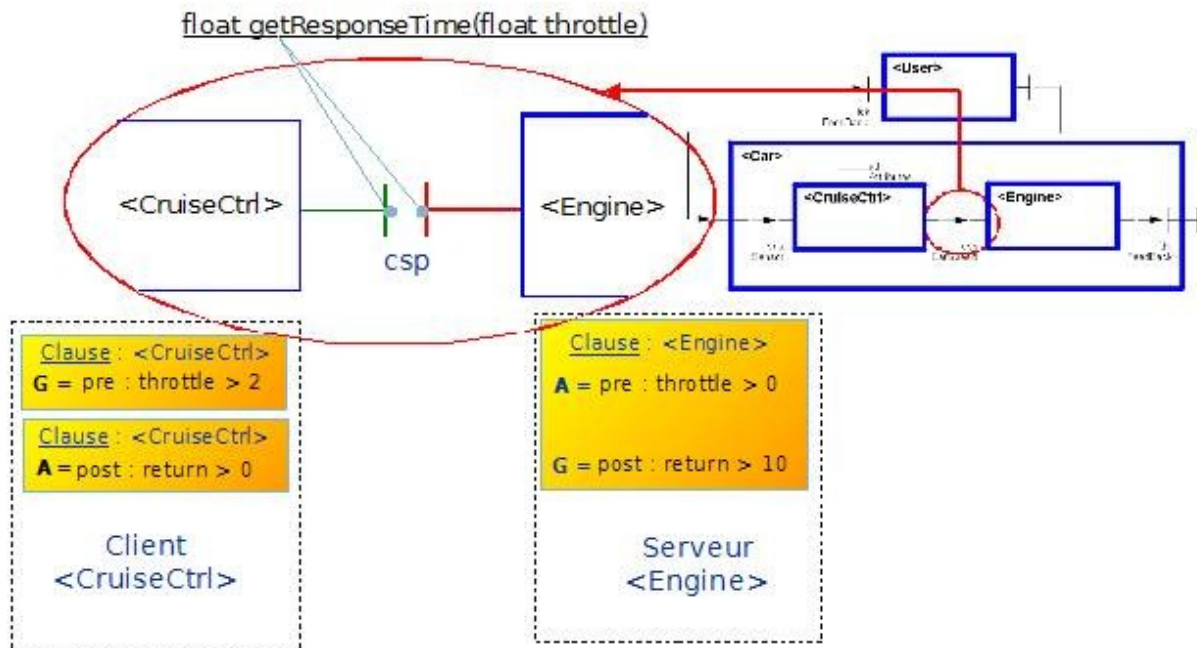 float getResponseTime(float throttle)
<User>
<Car>
<CruiseCtrl>
<Engine>
<CruiseCtrl>
<Engine>
csp
Clause : <CruiseCtrl>
G = pre : throttle > 2
Clause : <CruiseCtrl>
A = post : return > 0
Client
<CruiseCtrl>
Clause : <Engine>
A = pre : throttle > 0
G = post : return > 10
Serveur
<Engine>